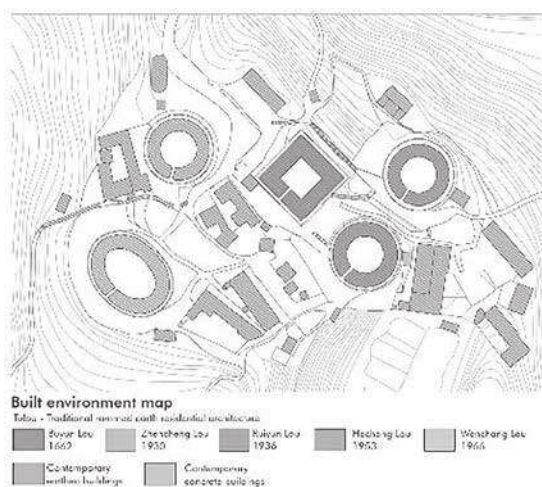 Built environment map
Tulou - Traditional rammed earth residential architecture
Buyun Lou
1662
Zhencheng Lou
1930
Ruiyun Lou
1936
Hechang Lou
1953
Wenchang Lou
1966
Contemporary
earthen buildings
Contemporary
concrete buildings